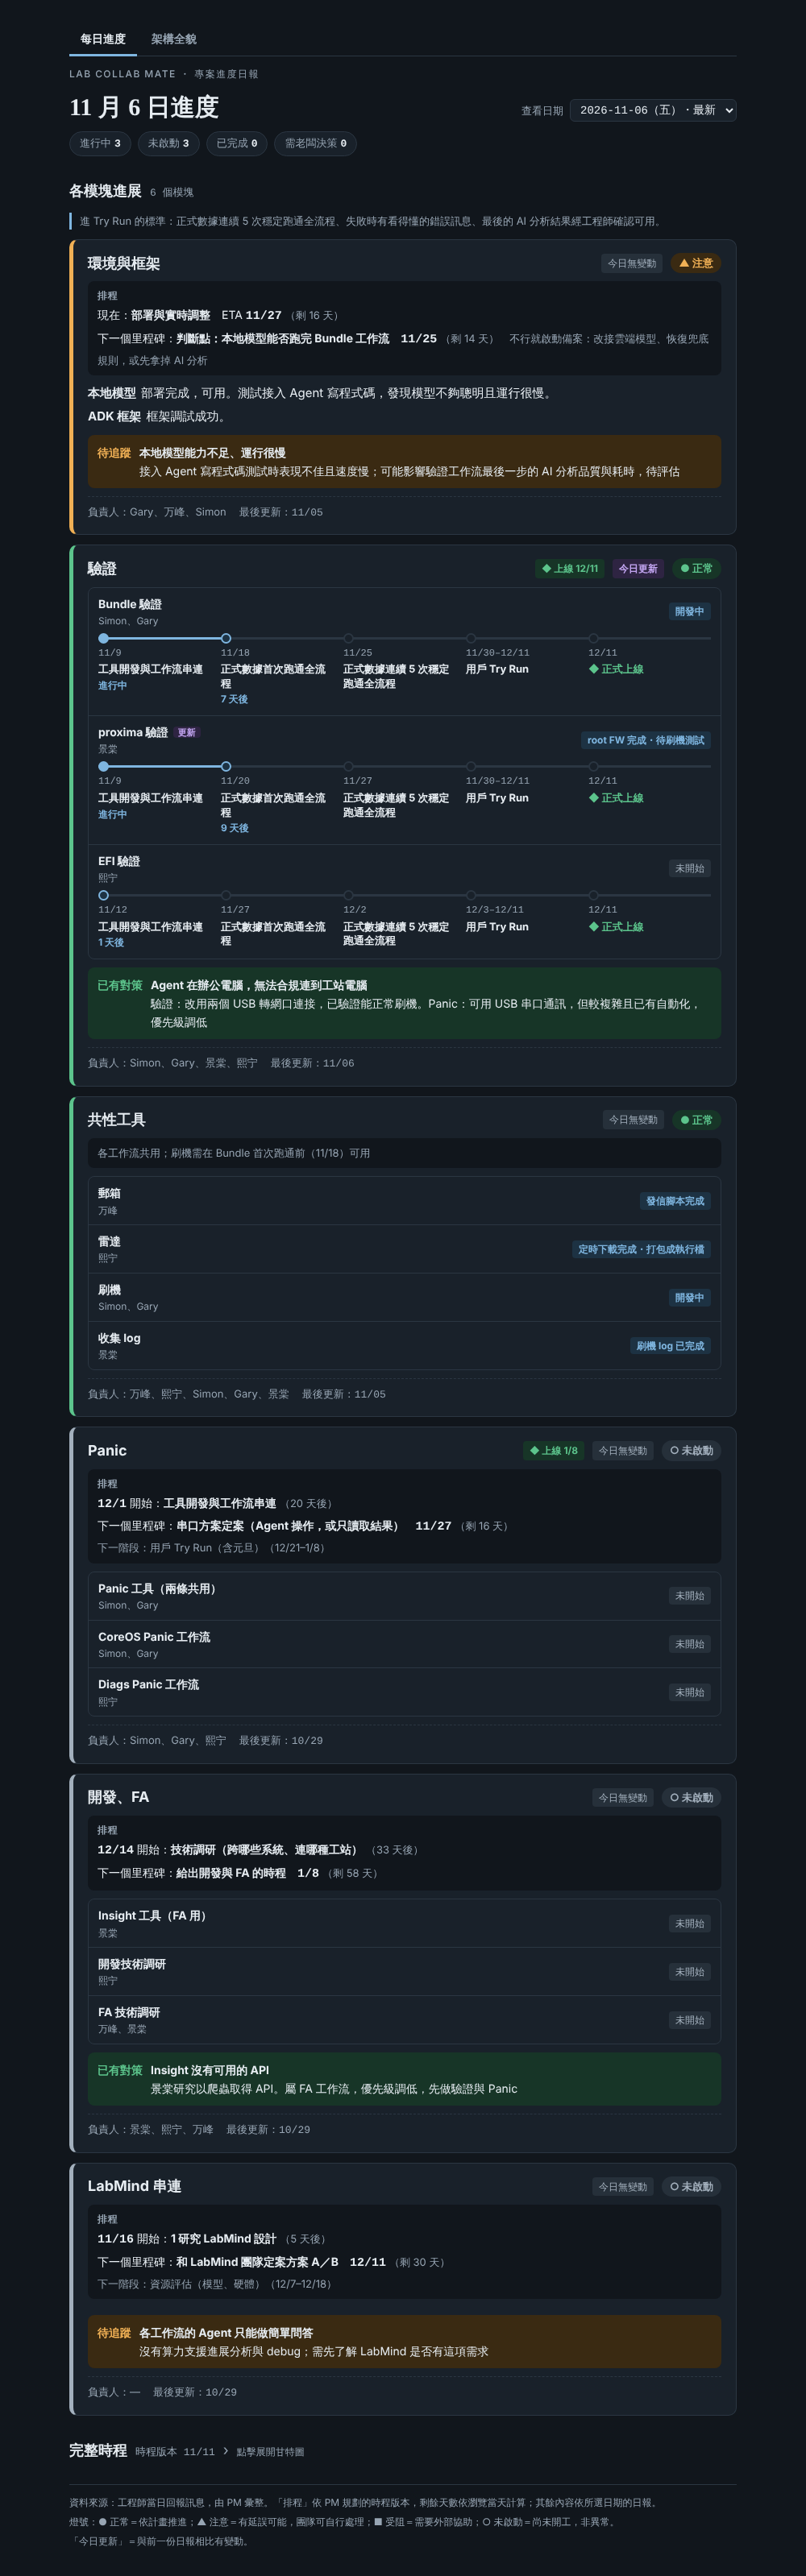 每日進度 架構全貌
LAB COLLAB MATE · 專案進度日報
11 月 6 日進度
查看日期 2026-11-06（五）·最新
進行中 3 未啟動 3 已完成 0 需老闆決策 0
各模塊進展 6 個模塊
進 Try Run 的標準：正式數據連續 5 次穩定跑通全流程、失敗時有看得懂的錯誤訊息、最後的 AI 分析結果經工程師確認可用。
環境與框架 今日無變動 ▲ 注意
排程
現在：部署與實時調整 ETA 11/27（剩 16 天）
下一個里程碑：判斷點：本地模型能否跑完 Bundle 工作流 11/25（剩 14 天） 不行就啟動備案：改接雲端模型、恢復兜底
規則，或先拿掉 AI 分析
本地模型 部署完成，可用。測試接入 Agent 寫程式碼，發現模型不夠聰明且運行很慢。
ADK 框架 框架調試成功。
待追蹤 本地模型能力不足、運行很慢
接入 Agent 寫程式碼測試時表現不佳且速度慢；可能影響驗證工作流最後一步的 AI 分析品質與耗時，待評估
負責人：Gary、万峰、Simon 最後更新：11/05
驗證 ◆ 上線 12/11 今日更新 ● 正常
Bundle 驗證 開發中
Simon、Gary
11/9 11/18 11/25 11/30–12/11 12/11
工具開發與工作流串連 正式數據首次跑通全流 正式數據連續 5 次穩定 用戶 Try Run ◆ 正式上線
進行中 程 跑通全流程
7 天後
proxima 驗證 更新 root FW 完成·待刷機測試
景棠
11/9 11/20 11/27 11/30–12/11 12/11
工具開發與工作流串連 正式數據首次跑通全流 正式數據連續 5 次穩定 用戶 Try Run ◆ 正式上線
進行中 程 跑通全流程
9 天後
EFI 驗證 未開始
熙宁
11/12 11/27 12/2 12/3–12/11 12/11
工具開發與工作流串連 正式數據首次跑通全流 正式數據連續 5 次穩定 用戶 Try Run ◆ 正式上線
1 天後 程 跑通全流程
已有對策 Agent 在辦公電腦，無法合規連到工站電腦
驗證：改用兩個 USB 轉網口連接，已驗證能正常刷機。Panic：可用 USB 串口通訊，但較複雜且已有自動化，
優先級調低
負責人：Simon、Gary、景棠、熙宁 最後更新：11/06
共性工具 今日無變動 ● 正常
各工作流共用；刷機需在 Bundle 首次跑通前（11/18）可用
郵箱 發信腳本完成
万峰
雷達 定時下載完成·打包成執行檔
熙宁
刷機 開發中
Simon、Gary
收集 log 刷機 log 已完成
景棠
負責人：万峰、熙宁、Simon、Gary、景棠 最後更新：11/05
Panic ◆ 上線 1/8 今日無變動 ○ 未啟動
排程
12/1 開始：工具開發與工作流串連（20 天後）
下一個里程碑：串口方案定案（Agent 操作，或只讀取結果） 11/27（剩 16 天）
下一階段：用戶 Try Run（含元旦）（12/21–1/8）
Panic 工具（兩條共用） 未開始
Simon、Gary
CoreOS Panic 工作流 未開始
Simon、Gary
Diags Panic 工作流 未開始
熙宁
負責人：Simon、Gary、熙宁 最後更新：10/29
開發、FA 今日無變動 ○ 未啟動
排程
12/14 開始：技術調研（跨哪些系統、連哪種工站）（33 天後）
下一個里程碑：給出開發與 FA 的時程 1/8（剩 58 天）
Insight 工具（FA 用） 未開始
景棠
開發技術調研 未開始
熙宁
FA 技術調研 未開始
万峰、景棠
已有對策 Insight 沒有可用的 API
景棠研究以爬蟲取得 API。屬 FA 工作流，優先級調低，先做驗證與 Panic
負責人：景棠、熙宁、万峰 最後更新：10/29
LabMind 串連 今日無變動 ○ 未啟動
排程
11/16 開始：1 研究 LabMind 設計（5 天後）
下一個里程碑：和 LabMind 團隊定案方案 A／B 12/11（剩 30 天）
下一階段：資源評估（模型、硬體）（12/7–12/18）
待追蹤 各工作流的 Agent 只能做簡單問答
沒有算力支援進展分析與 debug；需先了解 LabMind 是否有這項需求
負責人：— 最後更新：10/29
完整時程 時程版本 11/11 › 點擊展開甘特圖
資料來源：工程師當日回報訊息，由 PM 彙整。「排程」依 PM 規劃的時程版本，剩餘天數依瀏覽當天計算；其餘內容依所選日期的日報。
燈號：● 正常＝依計畫推進；▲ 注意＝有延誤可能，團隊可自行處理；■ 受阻＝需要外部協助；○ 未啟動＝尚未開工，非異常。
「今日更新」＝與前一份日報相比有變動。